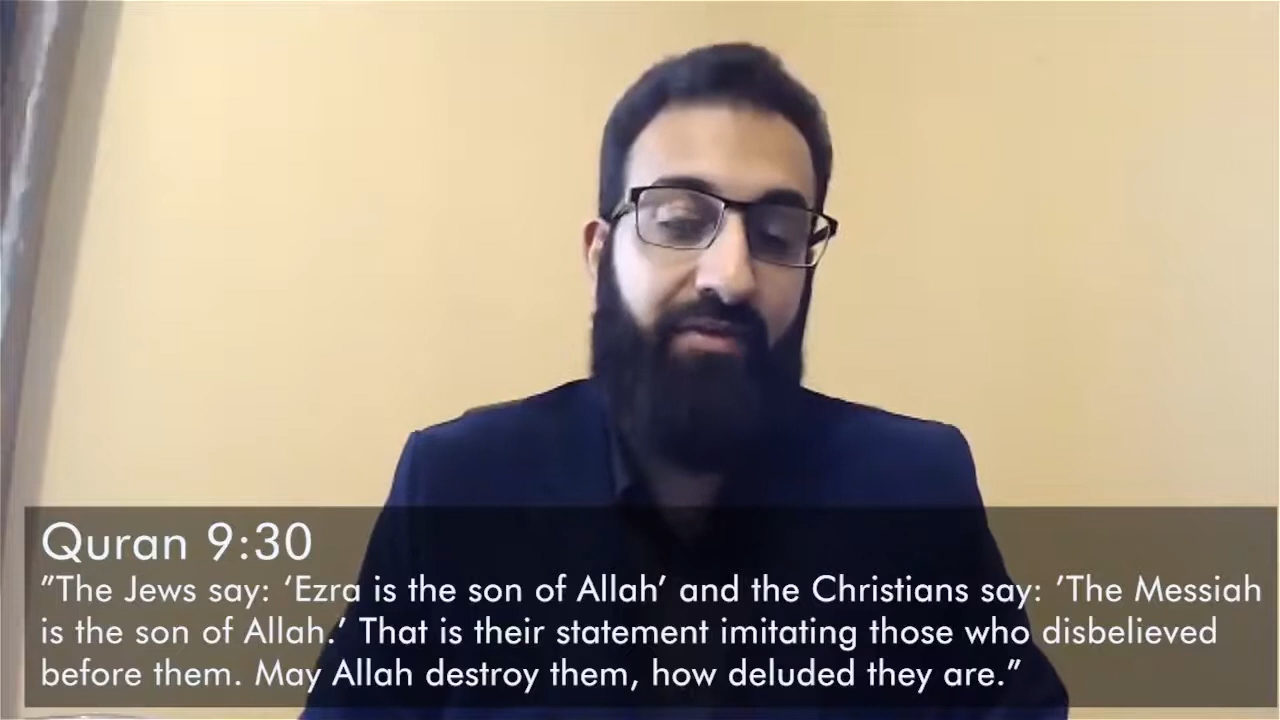 Quran 9:30
”The Jews say: ‘Ezra is the son of Allah’ and the Christians say: ’The Messiah
is the son of Allah.’ That is their statement imitating those who disbelieved
before them. May Allah destroy them, how deluded they are.”